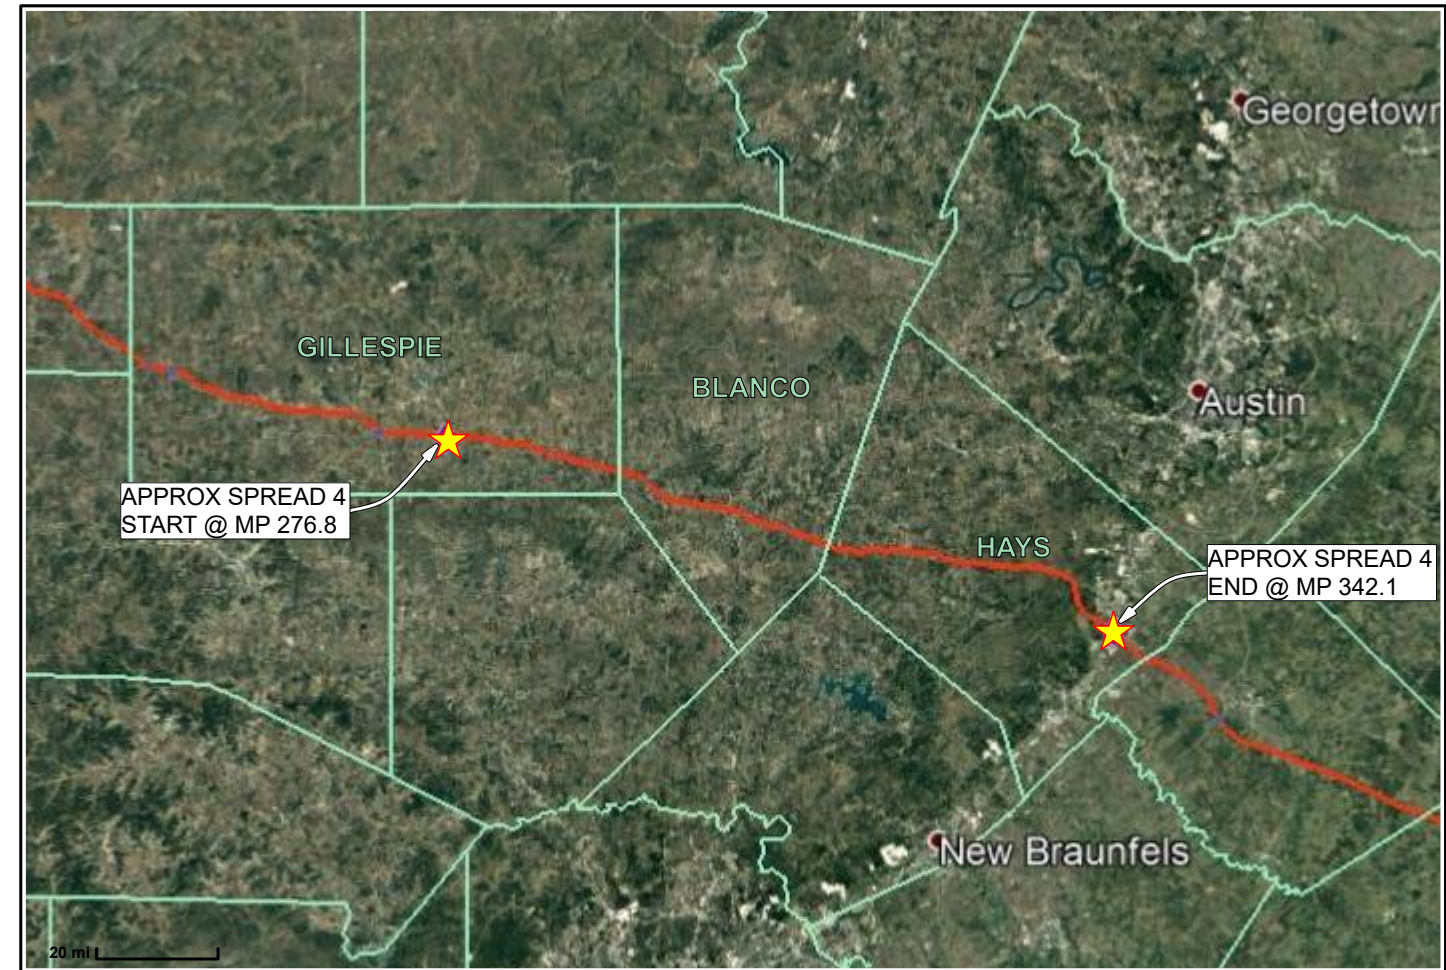 Georgetown
GILLESPIE
BLANCO
Austin
APPROX SPREAD 4
START @ MP 276.8
HAYS
APPROX SPREAD 4
END @ MP 342.1
New Braunfels
20 mi